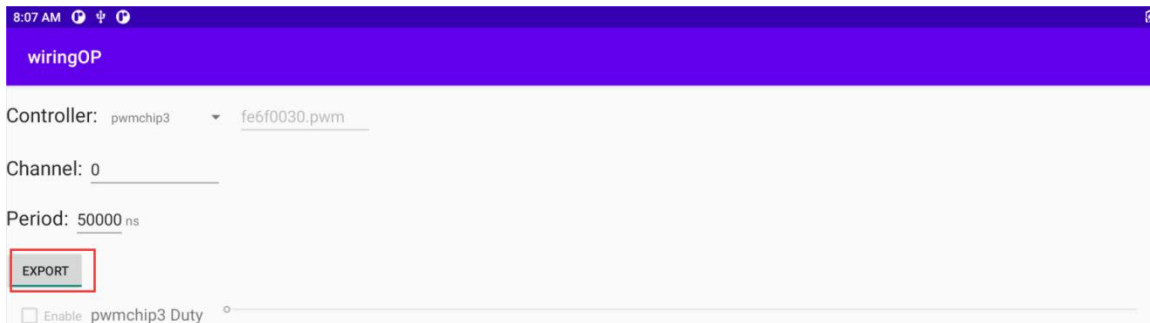 8:07 AM
wiringOP
Controller: pwmchip3 fe6f0030.pwm
Channel: 0
Period: 50000 ns
EXPORT
Enable pwmchip3 Duty